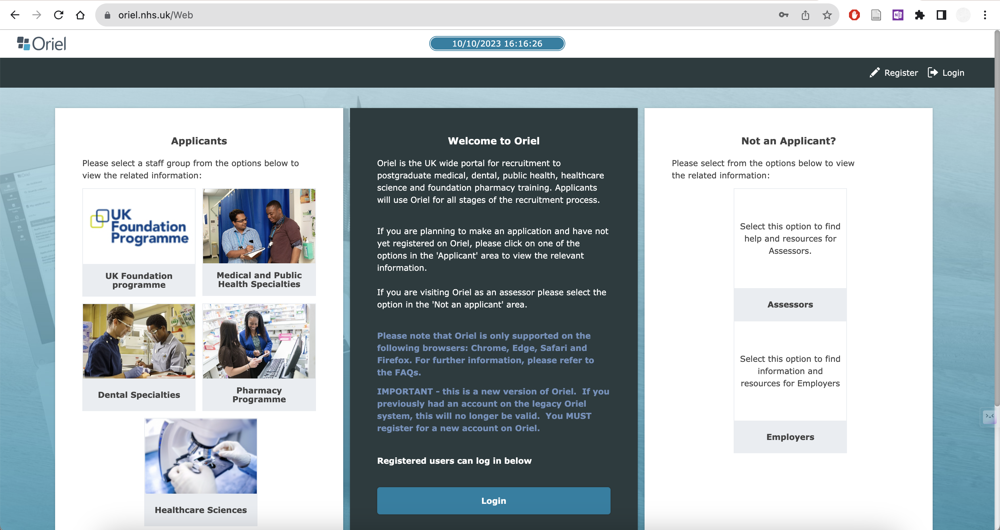 oriel.nhs.uk/Web
Oriel
10/10/2023 16:16:26
Register
Login
Applicants
Please select a staff group from the options below to
view the related information:
UK
Foundation
Programme
UK Foundation
programme
Medical and Public
Health Specialties
Dental Specialties
Pharmacy
Programme
Healthcare Sciences
Welcome to Oriel
Oriel is the UK wide portal for recruitment to
postgraduate medical, dental, public health, healthcare
science and foundation pharmacy training. Applicants
will use Oriel for all stages of the recruitment process.
If you are planning to make an application and have not
yet registered on Oriel, please click on one of the
options in the 'Applicant' area to view the relevant
information.
If you are visiting Oriel as an assessor please select the
option in the 'Not an applicant' area.
Please note that Oriel is only supported on the
following browsers: Chrome, Edge, Safari and
Firefox. For further information, please refer to
the FAQs.
IMPORTANT - this is a new version of Oriel.  If you
previously had an account on the legacy Oriel
system, this will no longer be valid.  You MUST
register for a new account on Oriel.
Registered users can log in below
Login
Not an Applicant?
Please select from the options below to view
the related information:
Select this option to find
help and resources for
Assessors.
Assessors
Select this option to find
information and
resources for Employers
Employers